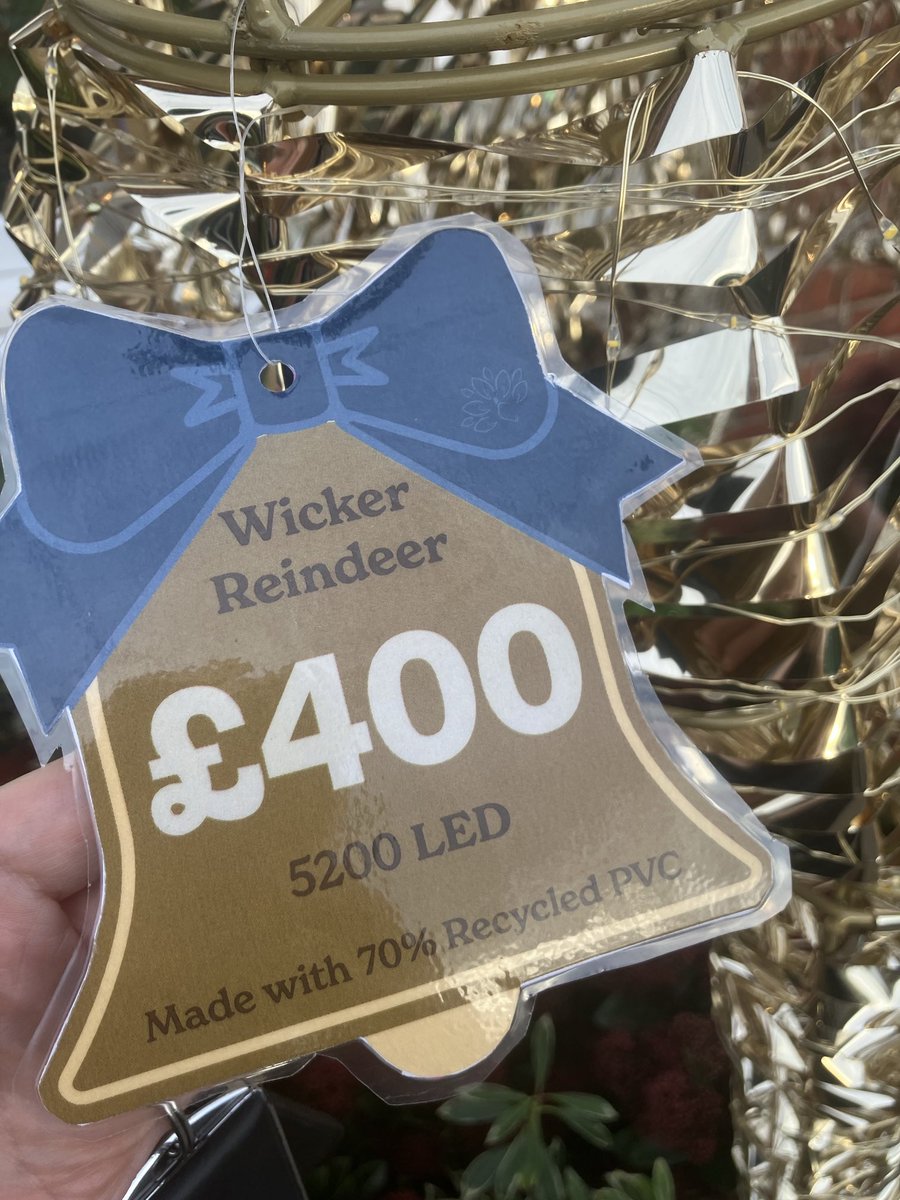 Wicker
Reindeer
£400
5200 LED
Made with 70% Recycled PVC